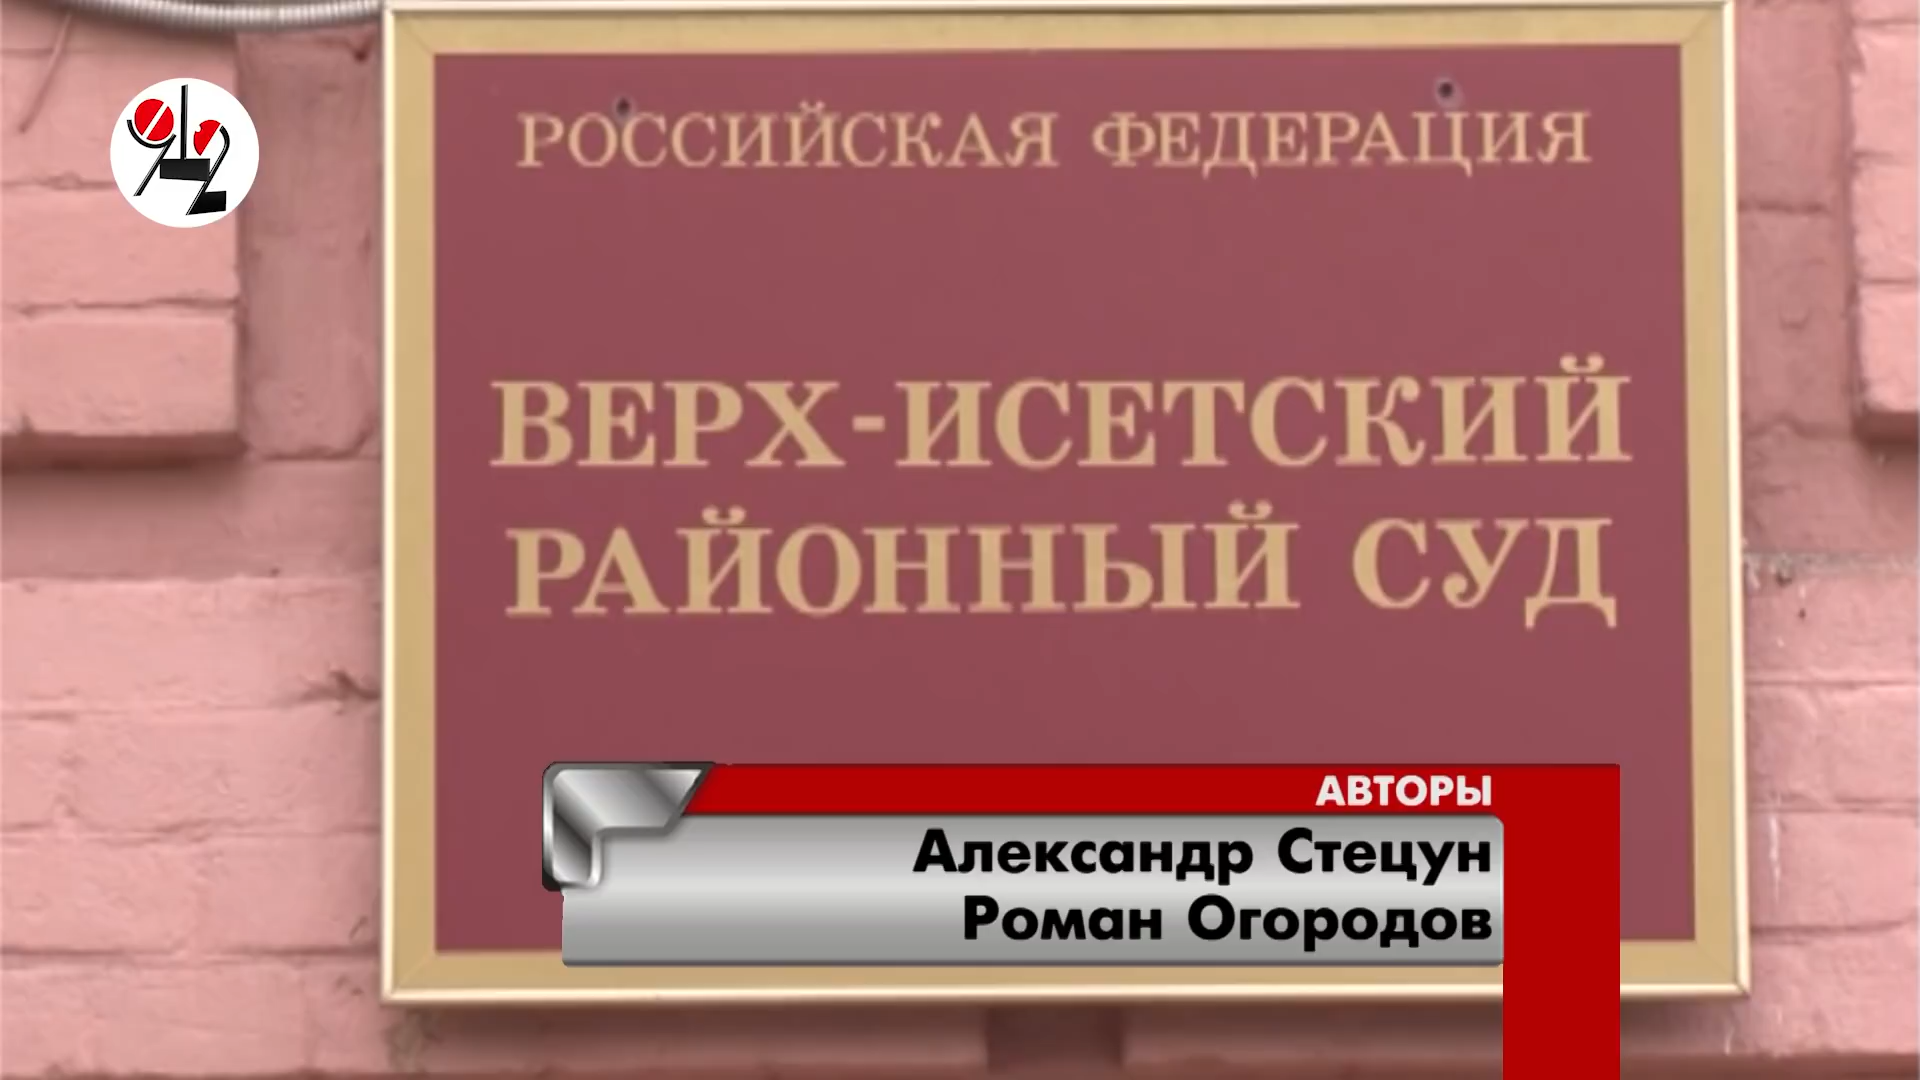 РОССИЙСКАЯ ФЕДЕРАЦИЯ
ВЕРХ-ИСЕТСКИЙ
РАЙОННЫЙ СУД
АВТОРЫ
Александр Стецун
Роман Огородов